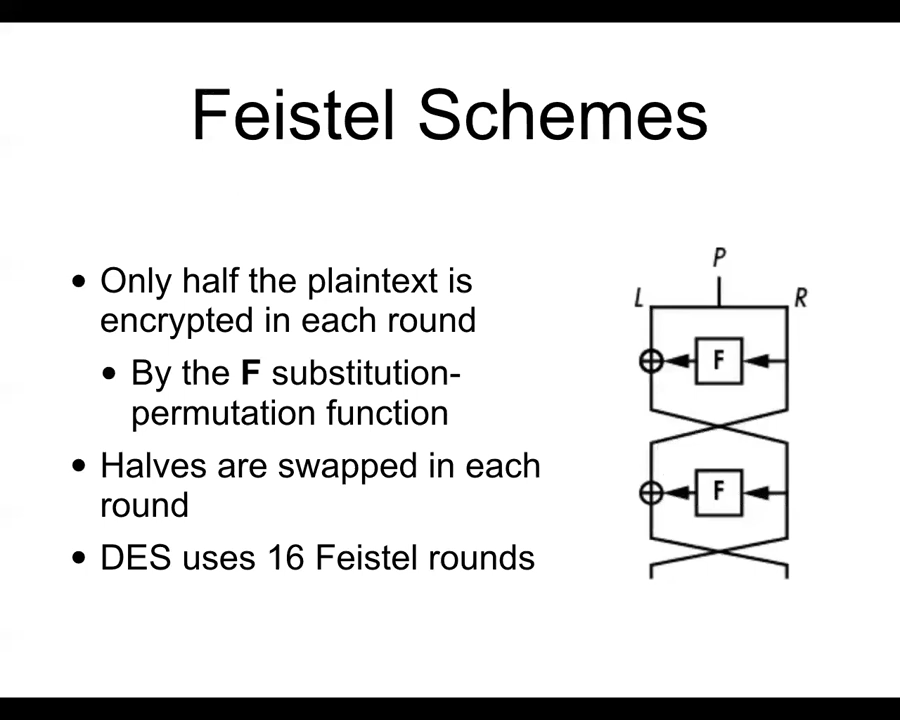 Feistel Schemes
• Only half the plaintext is
encrypted in each round
• By the F substitution-
permutation function
• Halves are swapped in each
round
• DES uses 16 Feistel rounds
P
L
R
F
F